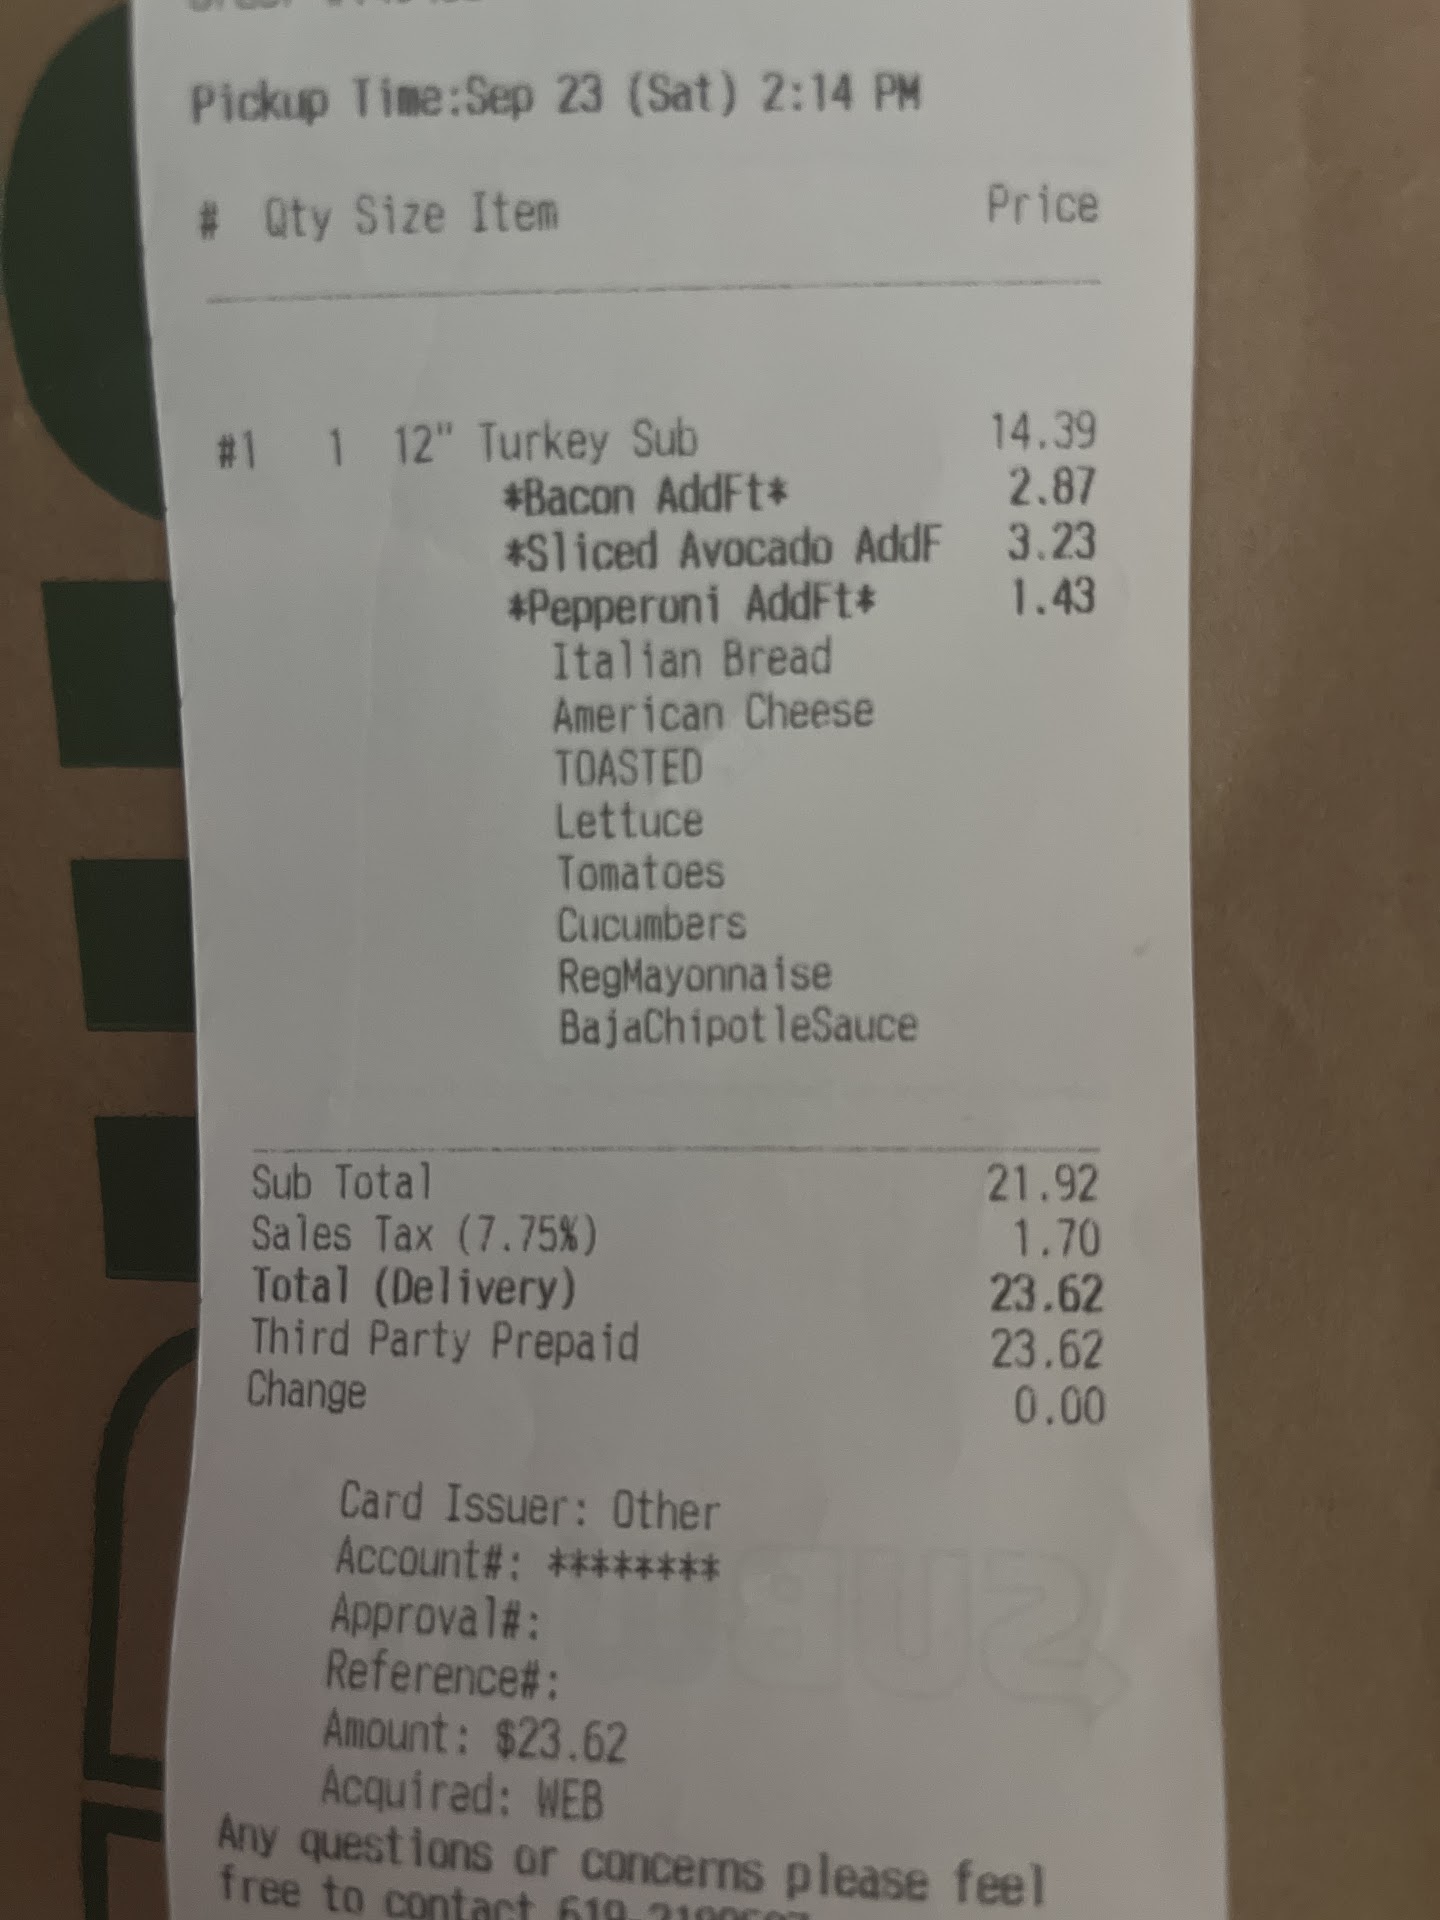 Pickup Time:Sep 23 (Sat) 2:14 PM
# Qty Size Item Price
#1 1 12" Turkey Sub 14.39
*Bacon AddFt* 2.87
*Sliced Avocado AddF 3.23
*Pepperoni AddFt* 1.43
Italian Bread
American Cheese
TOASTED
Lettuce
Tomatoes
Cucumbers
RegMayonnaise
BajaChipotleSauce
Sub Total 21.92
Sales Tax (7.75%) 1.70
Total (Delivery) 23.62
Third Party Prepaid 23.62
Change 0.00
Card Issuer: Other
Account#: ********
Approval#:
Reference#:
Amount: $23.62
Acquired: WEB
Any questions or concerns please feel
free to contact